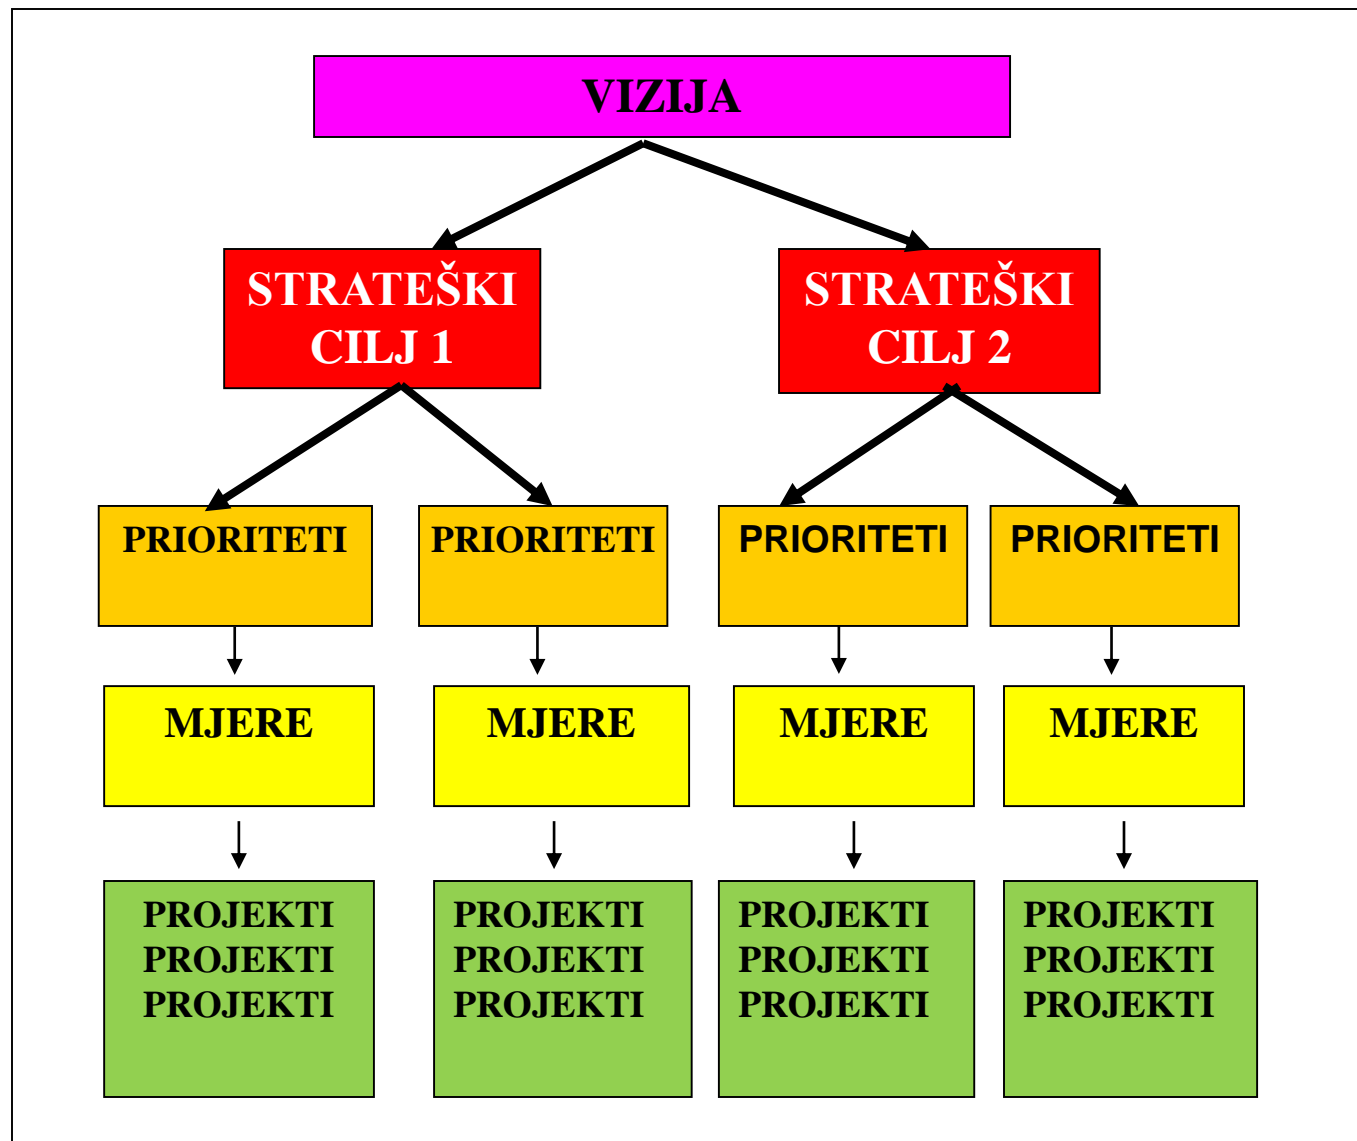 VIZIJA
STRATEŠKI
CILJ 1
STRATEŠKI
CILJ 2
PRIORITETI
PRIORITETI
PRIORITETI
PRIORITETI
MJERE
MJERE
MJERE
MJERE
PROJEKTI
PROJEKTI
PROJEKTI
PROJEKTI
PROJEKTI
PROJEKTI
PROJEKTI
PROJEKTI
PROJEKTI
PROJEKTI
PROJEKTI
PROJEKTI